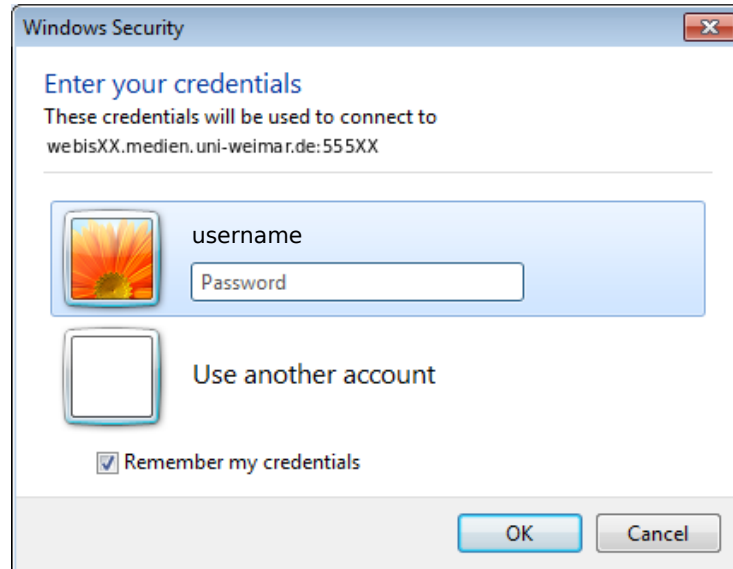 Windows Security
Enter your credentials
These credentials will be used to connect to
webisXX.medien.uni-weimar.de:555XX
username
Password
Use another account
Remember my credentials
OK Cancel